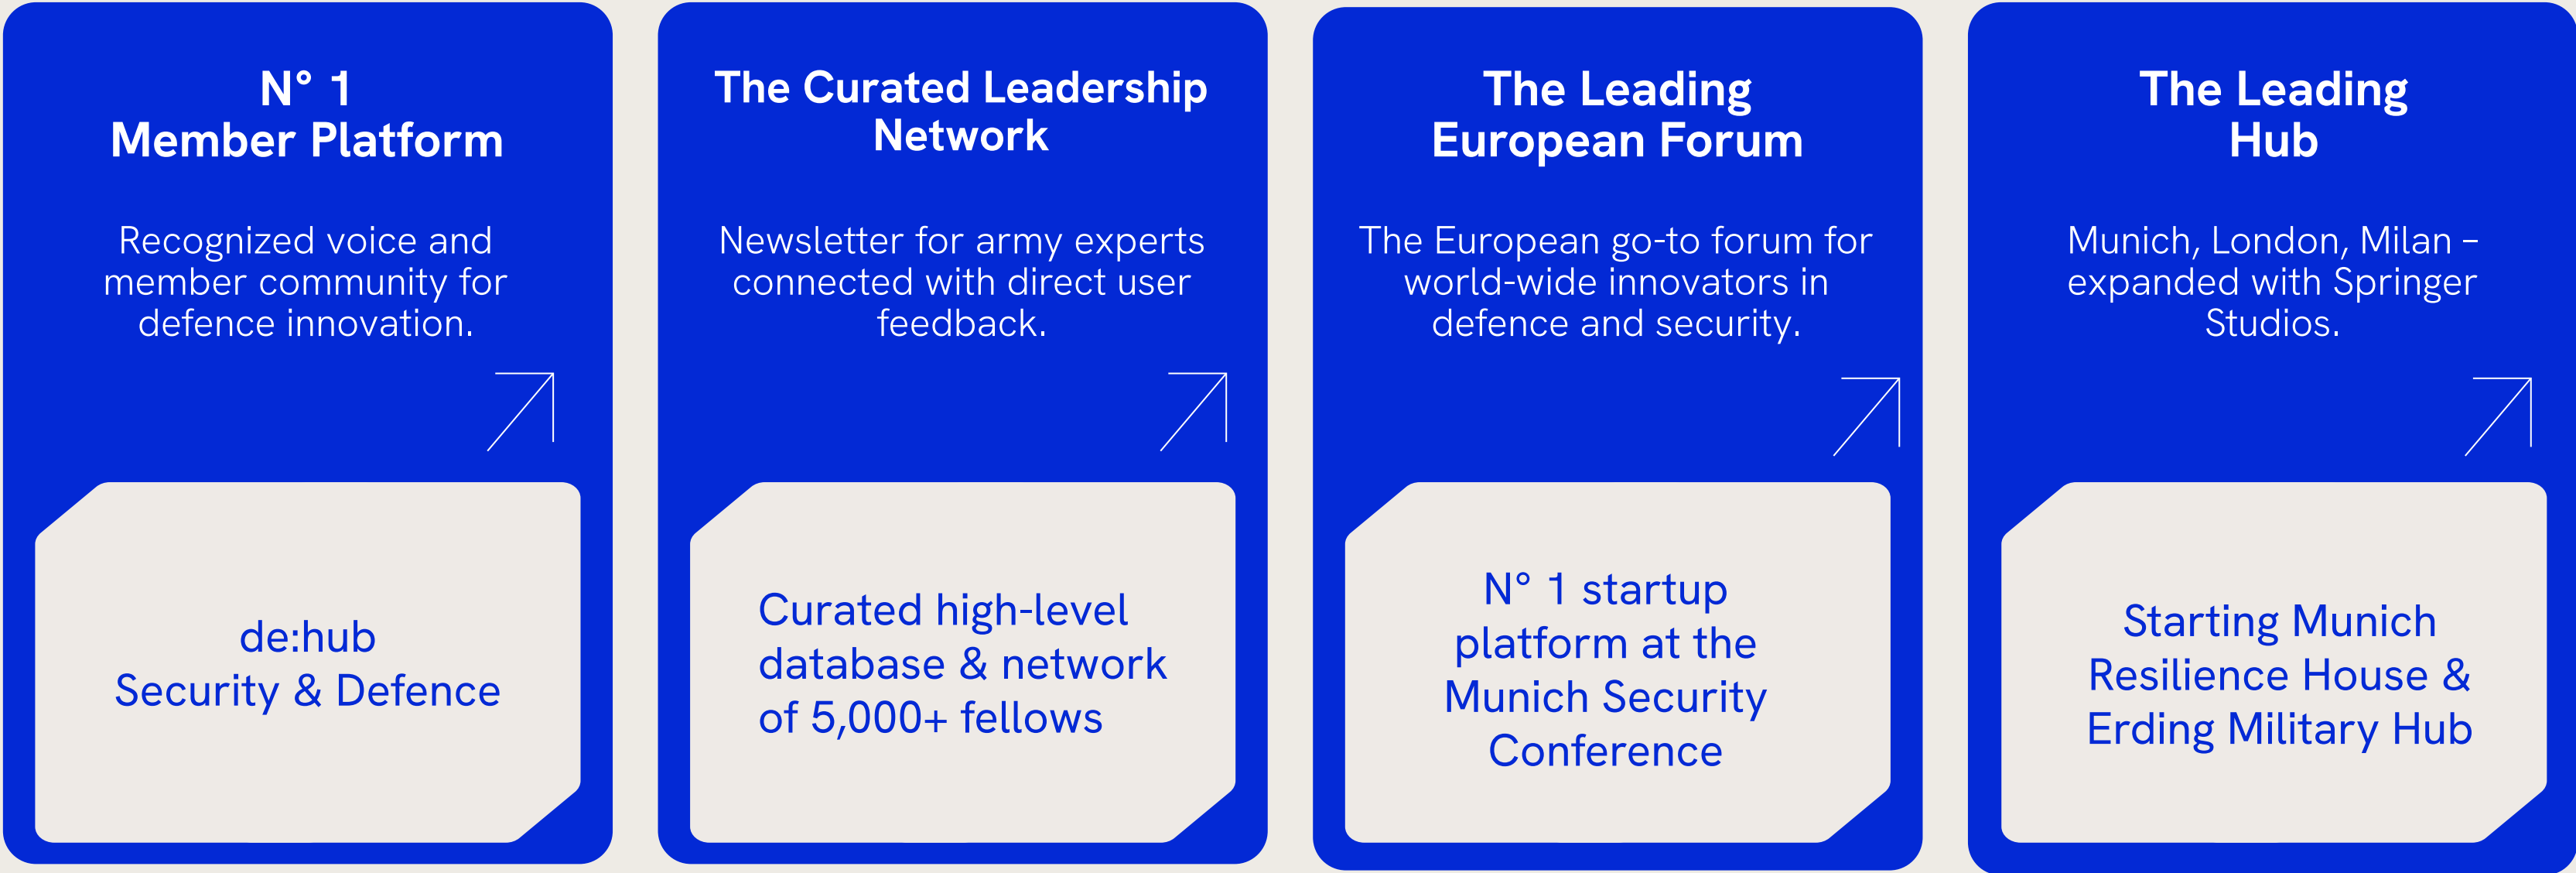 N° 1
Member Platform
Recognized voice and
member community for
defence innovation.
de:hub
Security & Defence
The Curated Leadership
Network
Newsletter for army experts
connected with direct user
feedback.
Curated high-level
database & network
of 5,000+ fellows
The Leading
European Forum
The European go-to forum for
world-wide innovators in
defence and security.
N° 1 startup
platform at the
Munich Security
Conference
The Leading
Hub
Munich, London, Milan –
expanded with Springer
Studios.
Starting Munich
Resilience House &
Erding Military Hub